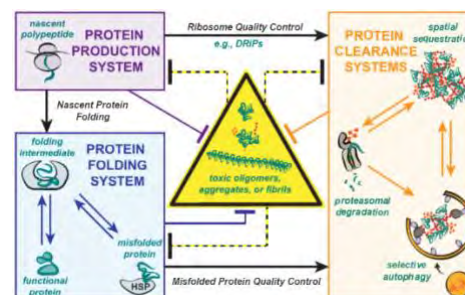 nascent
polypeptide
PROTEIN
PRODUCTION
SYSTEM
Ribosome Quality Control
e.g., DRiPs
PROTEIN
CLEARANCE
SYSTEMS
spatial
sequestration
Nascent Protein
Folding
folding
intermediate
PROTEIN
FOLDING
SYSTEM
toxic oligomers,
aggregates, or fibrils
proteasomal
degradation
misfolded
protein
HSP
functional
protein
Misfolded Protein Quality Control
selective
autophagy